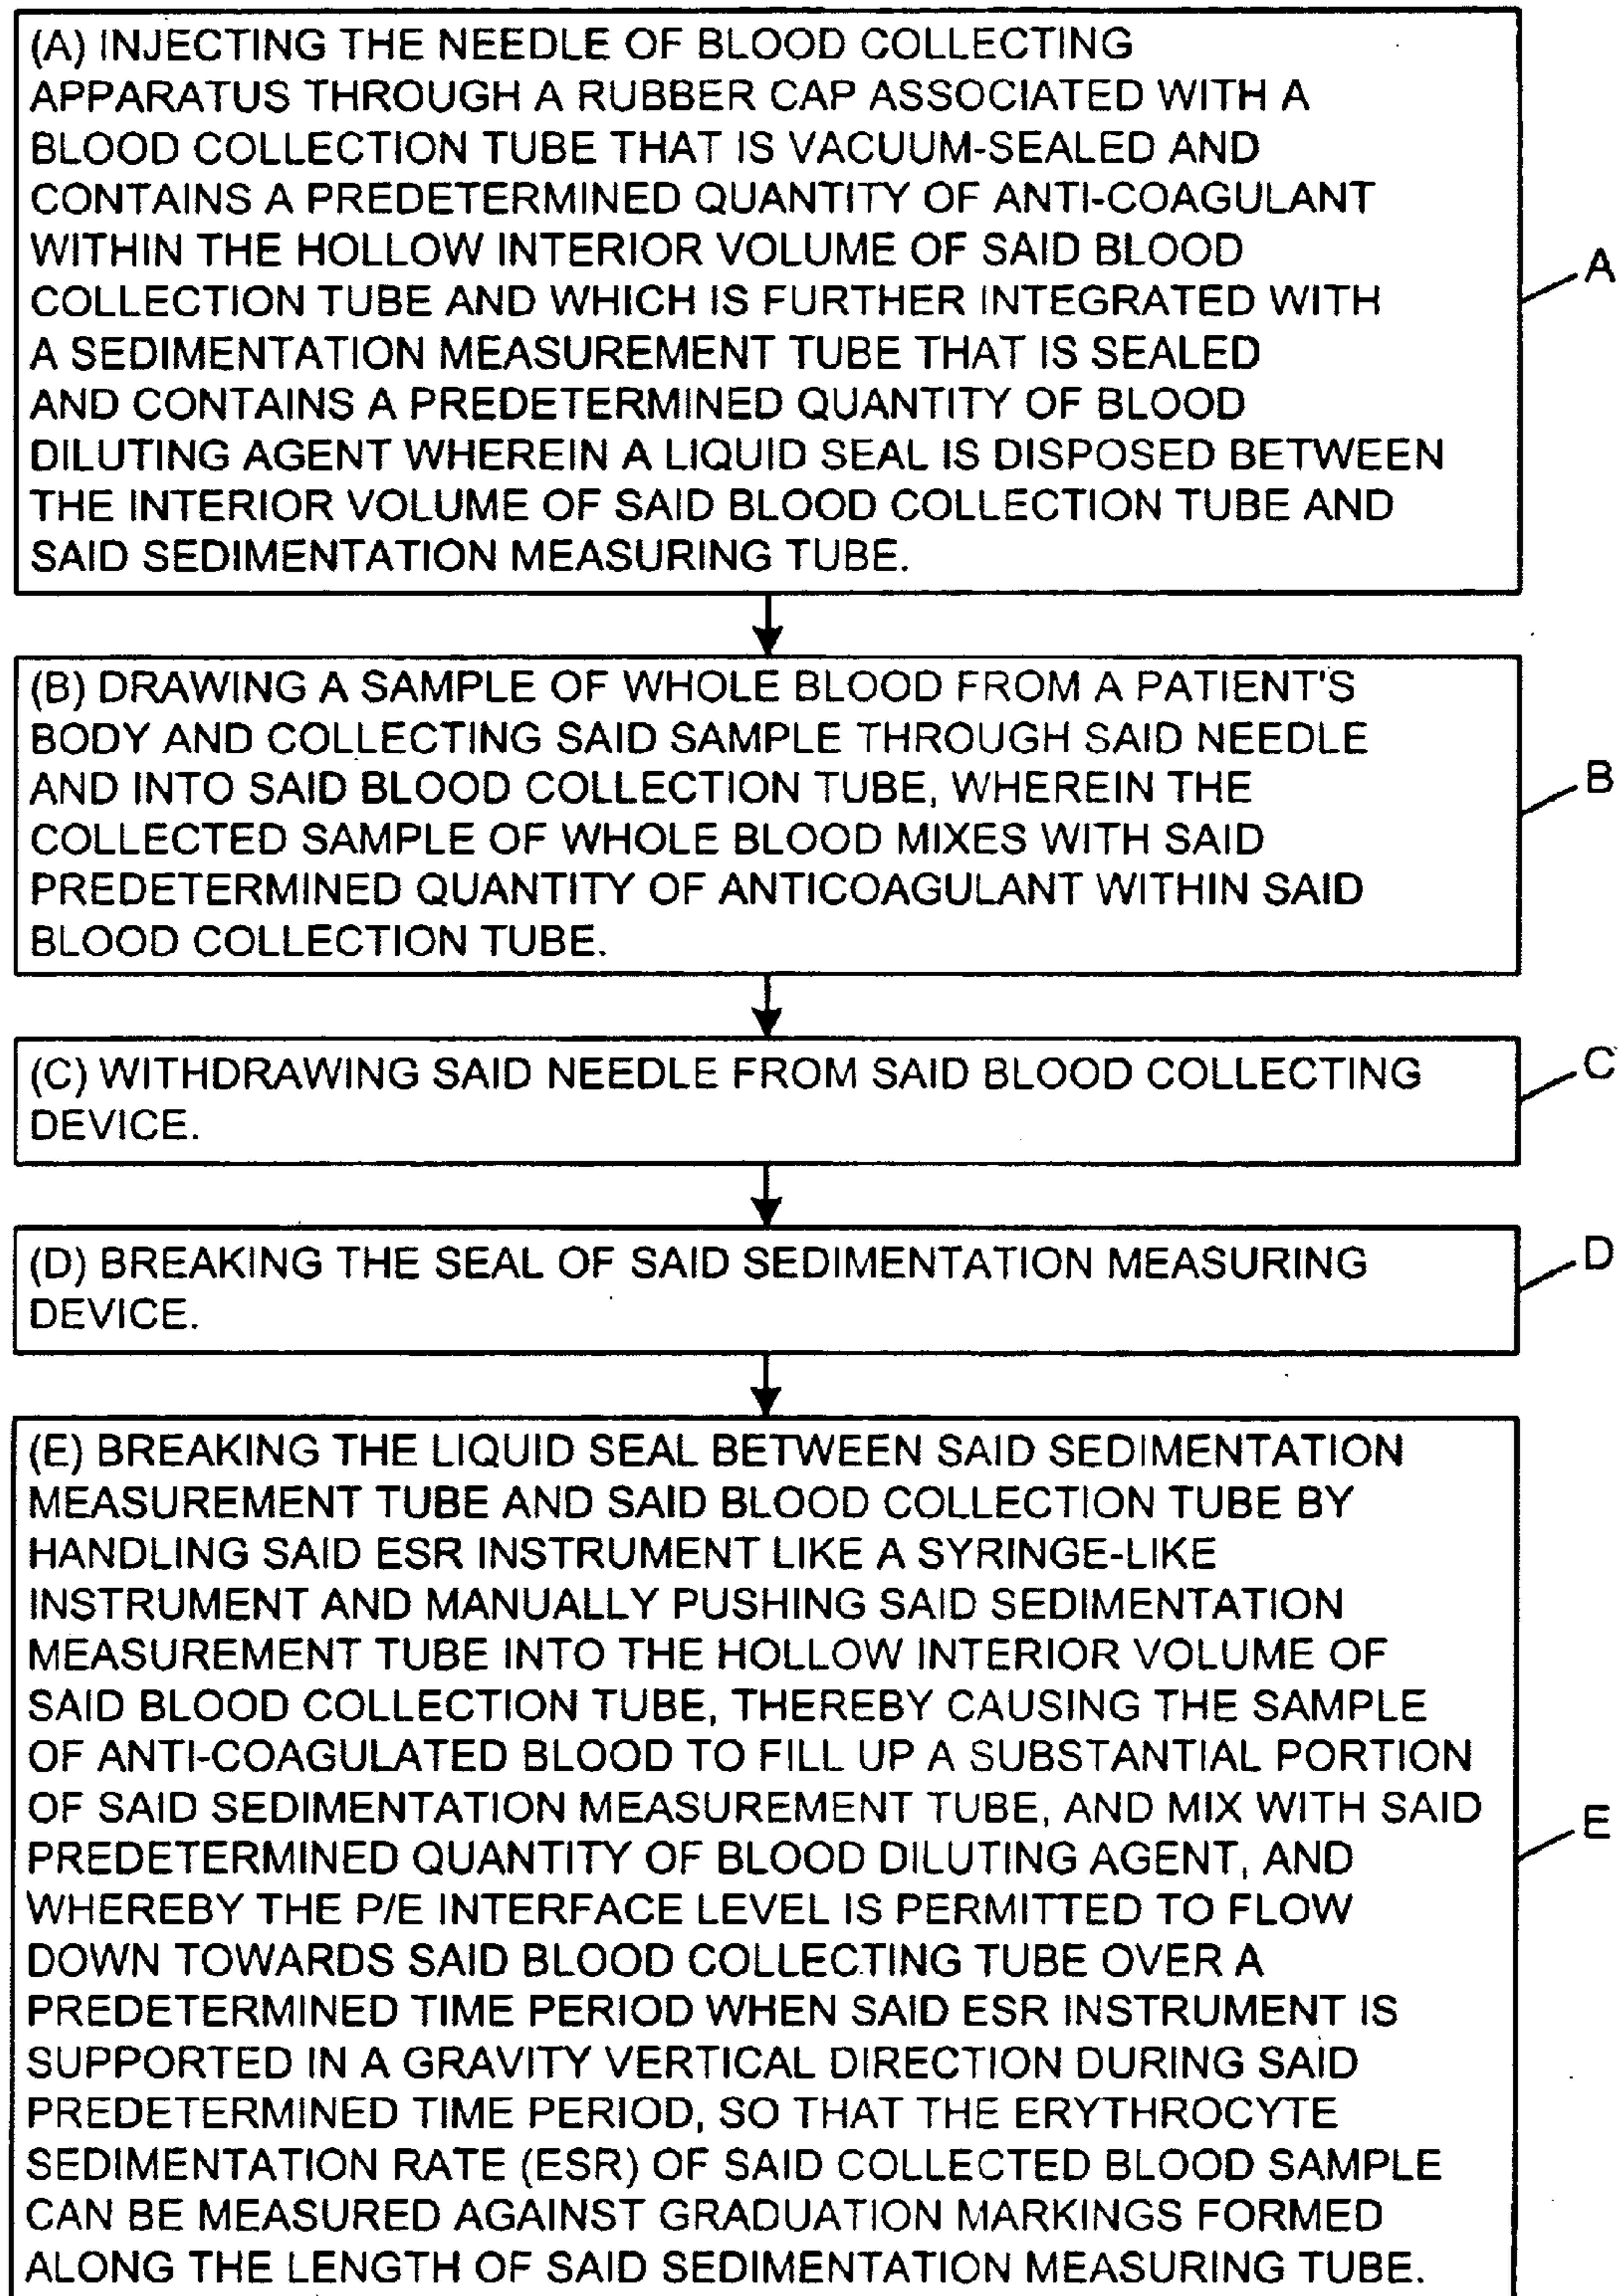 (A) INJECTING THE NEEDLE OF BLOOD COLLECTING
APPARATUS THROUGH A RUBBER CAP ASSOCIATED WITH A
BLOOD COLLECTION TUBE THAT IS VACUUM-SEALED AND
CONTAINS A PREDETERMINED QUANTITY OF ANTI-COAGULANT
WITHIN THE HOLLOW INTERIOR VOLUME OF SAID BLOOD
COLLECTION TUBE AND WHICH IS FURTHER INTEGRATED WITH
A SEDIMENTATION MEASUREMENT TUBE THAT IS SEALED
AND CONTAINS A PREDETERMINED QUANTITY OF BLOOD
DILUTING AGENT WHEREIN A LIQUID SEAL IS DISPOSED BETWEEN
THE INTERIOR VOLUME OF SAID BLOOD COLLECTION TUBE AND
SAID SEDIMENTATION MEASURING TUBE.
A
(B) DRAWING A SAMPLE OF WHOLE BLOOD FROM A PATIENT'S
BODY AND COLLECTING SAID SAMPLE THROUGH SAID NEEDLE
AND INTO SAID BLOOD COLLECTION TUBE, WHEREIN THE
COLLECTED SAMPLE OF WHOLE BLOOD MIXES WITH SAID
PREDETERMINED QUANTITY OF ANTICOAGULANT WITHIN SAID
BLOOD COLLECTION TUBE.
B
(C) WITHDRAWING SAID NEEDLE FROM SAID BLOOD COLLECTING
DEVICE.
C
(D) BREAKING THE SEAL OF SAID SEDIMENTATION MEASURING
DEVICE.
D
(E) BREAKING THE LIQUID SEAL BETWEEN SAID SEDIMENTATION
MEASUREMENT TUBE AND SAID BLOOD COLLECTION TUBE BY
HANDLING SAID ESR INSTRUMENT LIKE A SYRINGE-LIKE
INSTRUMENT AND MANUALLY PUSHING SAID SEDIMENTATION
MEASUREMENT TUBE INTO THE HOLLOW INTERIOR VOLUME OF
SAID BLOOD COLLECTION TUBE, THEREBY CAUSING THE SAMPLE
OF ANTI-COAGULATED BLOOD TO FILL UP A SUBSTANTIAL PORTION
OF SAID SEDIMENTATION MEASUREMENT TUBE, AND MIX WITH SAID
PREDETERMINED QUANTITY OF BLOOD DILUTING AGENT, AND
WHEREBY THE P/E INTERFACE LEVEL IS PERMITTED TO FLOW
DOWN TOWARDS SAID BLOOD COLLECTING TUBE OVER A
PREDETERMINED TIME PERIOD WHEN SAID ESR INSTRUMENT IS
SUPPORTED IN A GRAVITY VERTICAL DIRECTION DURING SAID
PREDETERMINED TIME PERIOD, SO THAT THE ERYTHROCYTE
SEDIMENTATION RATE (ESR) OF SAID COLLECTED BLOOD SAMPLE
CAN BE MEASURED AGAINST GRADUATION MARKINGS FORMED
ALONG THE LENGTH OF SAID SEDIMENTATION MEASURING TUBE.
E